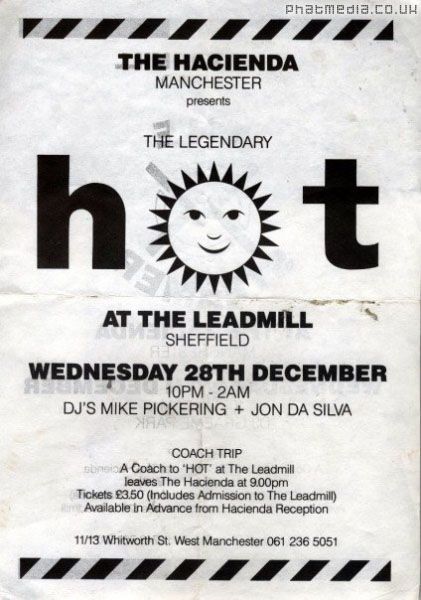 phatmedia.co.uk
THE HACIENDA
MANCHESTER
presents
THE LEGENDARY
hot
AT THE LEADMILL
SHEFFIELD
WEDNESDAY 28TH DECEMBER
10PM - 2AM
DJ'S MIKE PICKERING + JON DA SILVA
COACH TRIP
A Coach to 'HOT' at The Leadmill
leaves The Hacienda at 9.00pm
Tickets £3.50 (Includes Admission to The Leadmill)
Available in Advance from Hacienda Reception
11/13 Whitworth St. West Manchester 061 236 5051